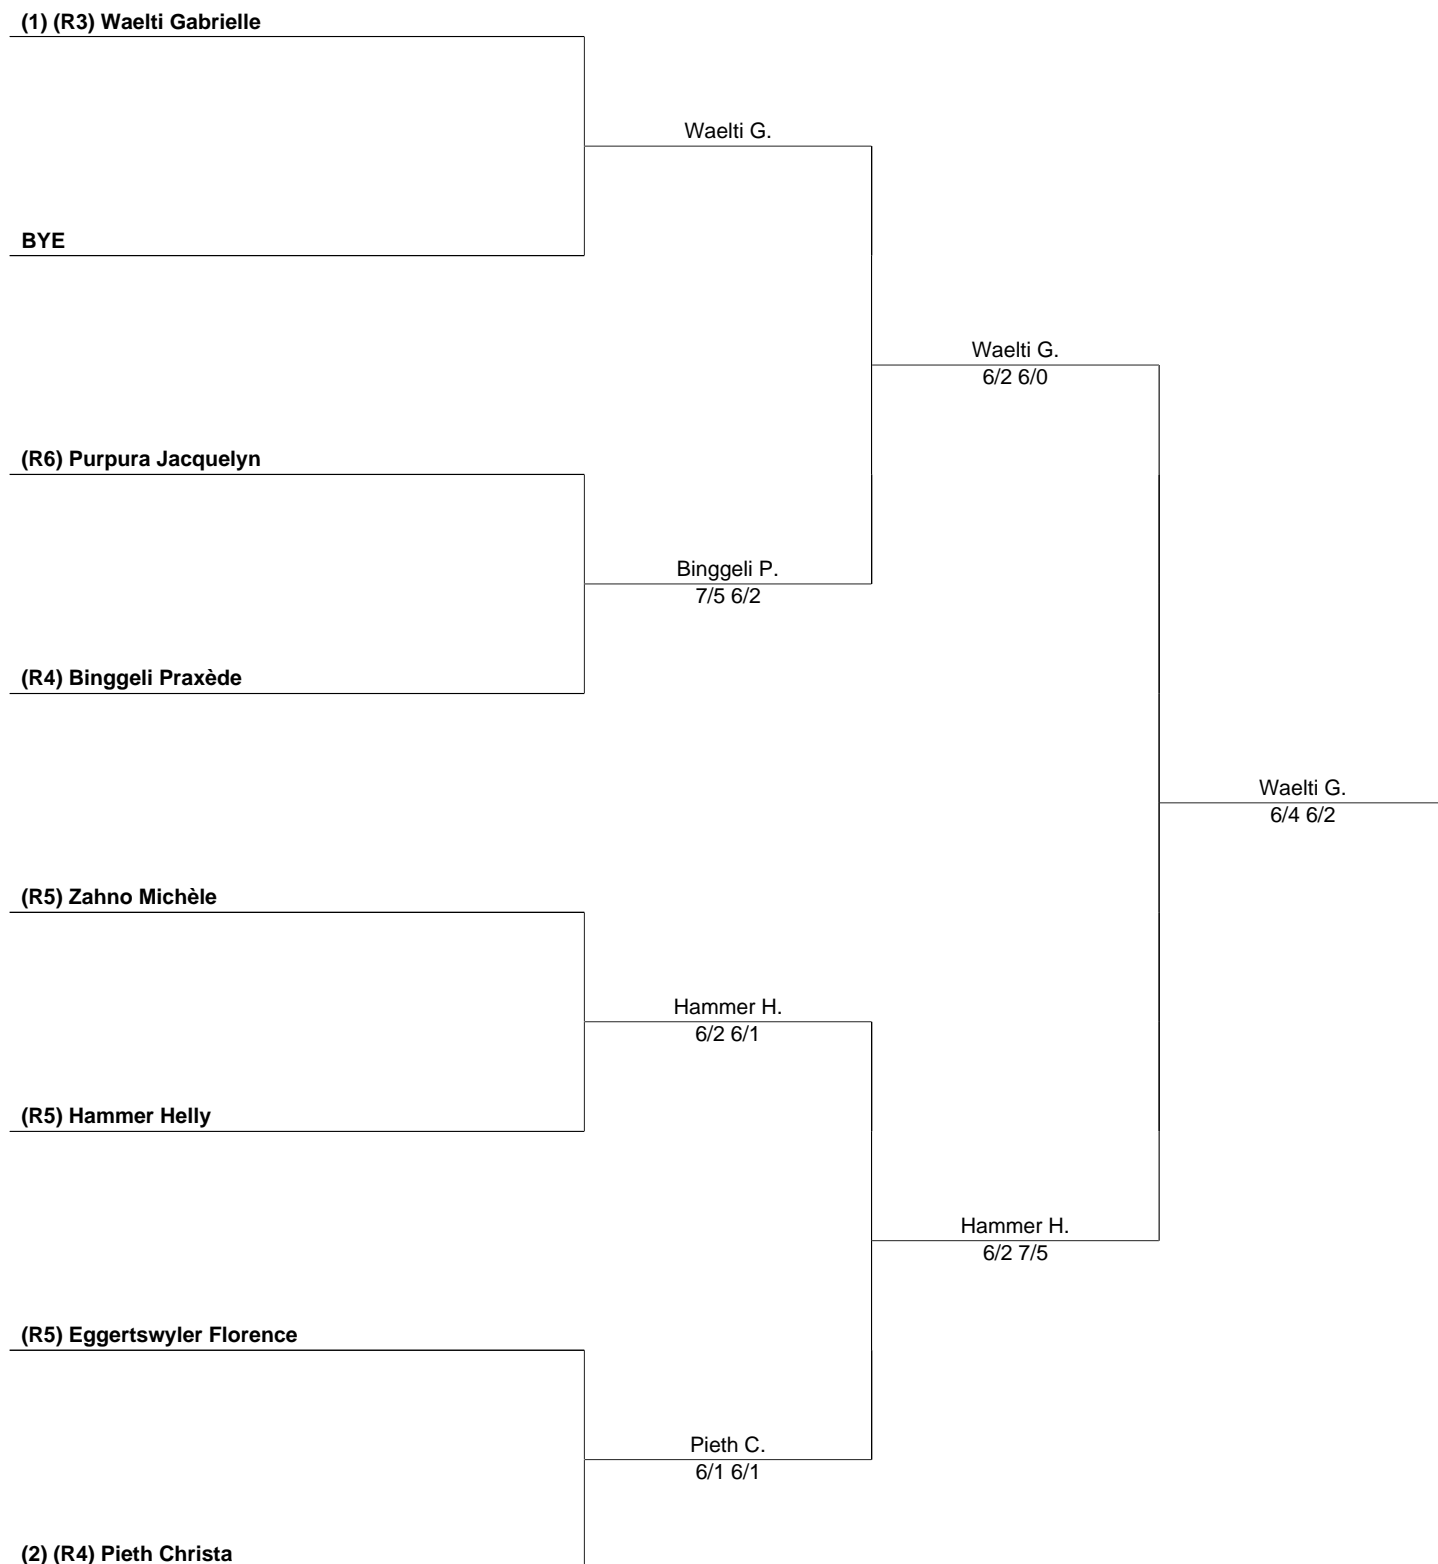 (1) (R3) Waelti Gabrielle
Waelti G.
BYE
Waelti G.
6/2 6/0
(R6) Purpura Jacquelyn
Binggeli P.
7/5 6/2
(R4) Binggeli Praxède
Waelti G.
6/4 6/2
(R5) Zahno Michèle
Hammer H.
6/2 6/1
(R5) Hammer Helly
Hammer H.
6/2 7/5
(R5) Eggertswyler Florence
Pieth C.
6/1 6/1
(2) (R4) Pieth Christa